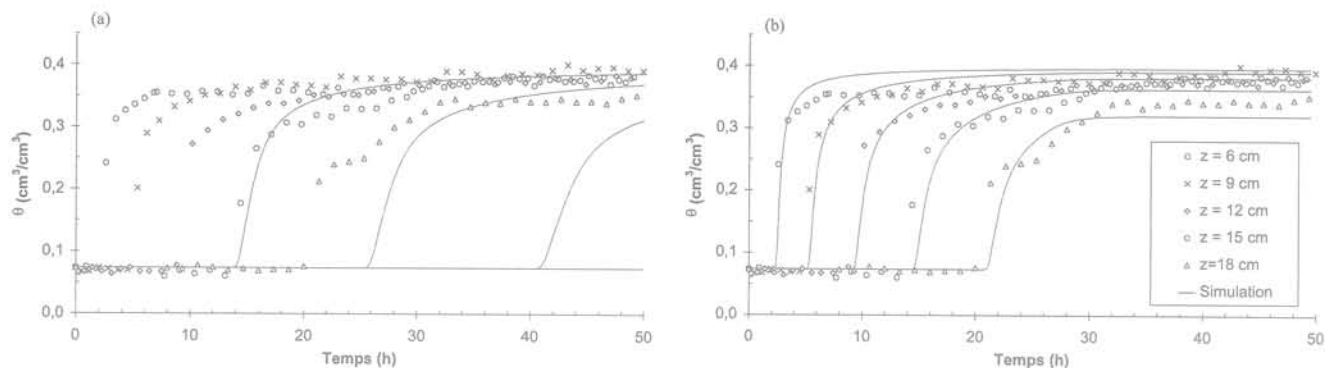 (a)
0,4
0,3
0,2
0,1
0,0
θ (cm³/cm³)
0 10 20 30 40 50
Temps (h)
(b)
0,4
0,3
0,2
0,1
0,0
θ (cm³/cm³)
z = 6 cm
z = 9 cm
z = 12 cm
z = 15 cm
z=18 cm
Simulation
0 10 20 30 40 50
Temps (h)